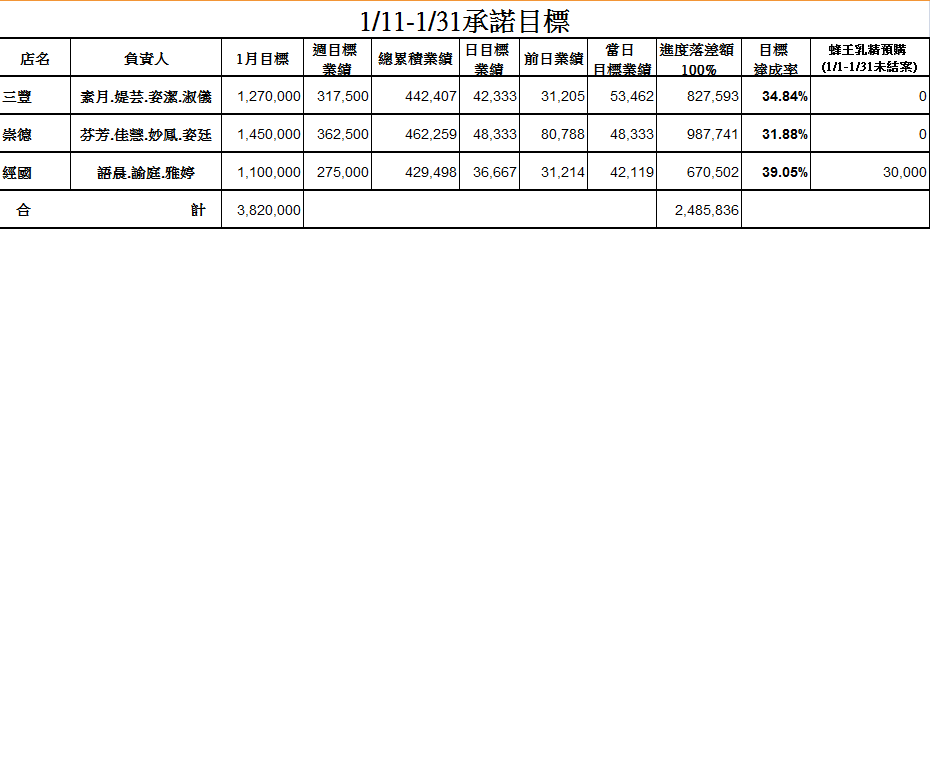 1/11-1/31承諾目標
店名 負責人 1月目標 週目標業績 總累積業績 日目標業績 前日業績 當日目標業績 進度落差額100% 目標達成率 蜂王乳精預購(1/1-1/31未結案)
三豐 素月.媞芸.姿潔.淑儀 1,270,000 317,500 442,407 42,333 31,205 53,462 827,593 34.84% 0
崇德 芬芳.佳慧.妙鳳.姿廷 1,450,000 362,500 462,259 48,333 80,788 48,333 987,741 31.88% 0
經國 語晨.諭庭.雅婷 1,100,000 275,000 429,498 36,667 31,214 42,119 670,502 39.05% 30,000
合 計 3,820,000 2,485,836